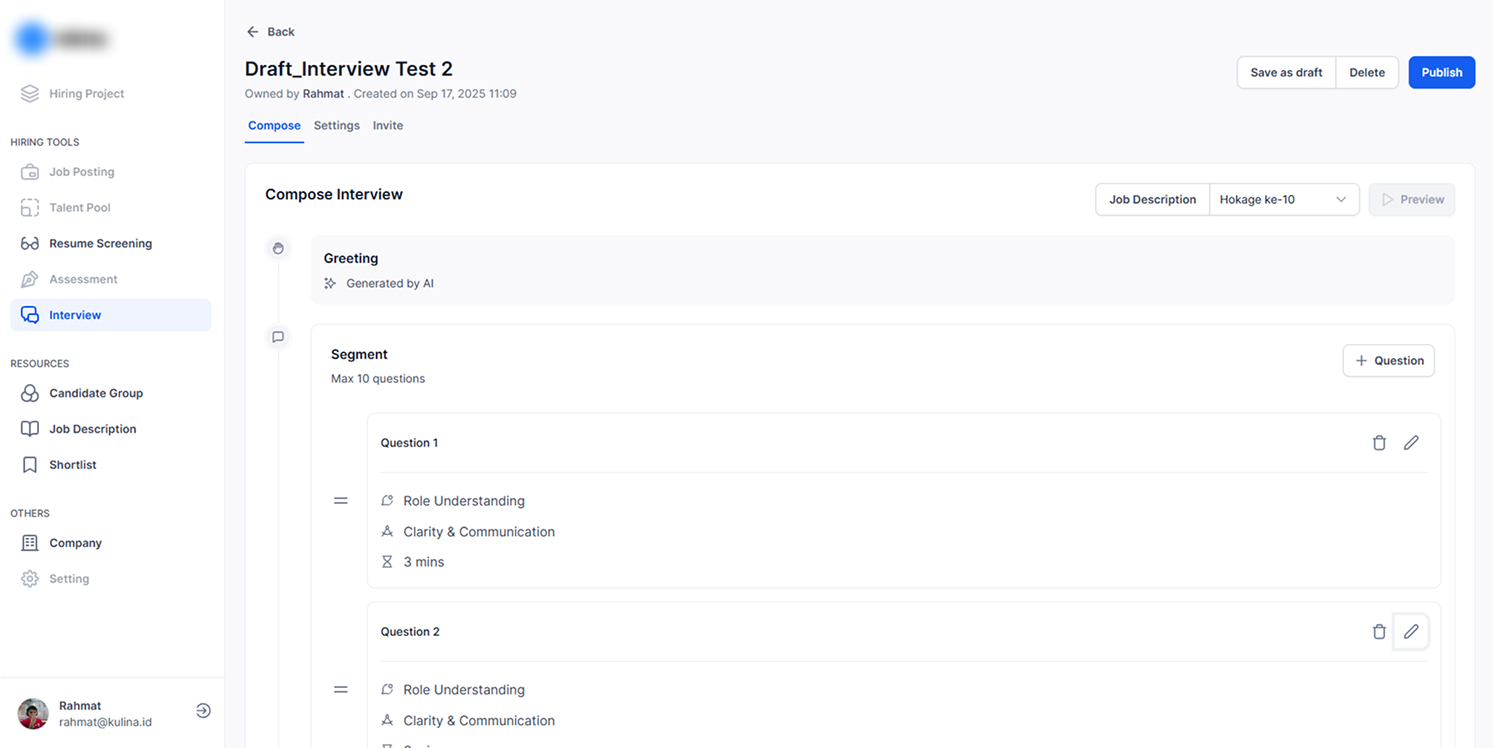 Hiring Project
HIRING TOOLS
Job Posting
Talent Pool
Resume Screening
Assessment
Interview
RESOURCES
Candidate Group
Job Description
Shortlist
OTHERS
Company
Setting
Rahmat
rahmat@kulina.id
Back
Draft_Interview Test 2
Owned by Rahmat . Created on Sep 17, 2025 11:09
Save as draft
Delete
Publish
Compose
Settings
Invite
Compose Interview
Job Description
Hokage ke-10
Preview
Greeting
Generated by AI
Segment
Max 10 questions
Question
Question 1
Role Understanding
Clarity & Communication
3 mins
Question 2
Role Understanding
Clarity & Communication